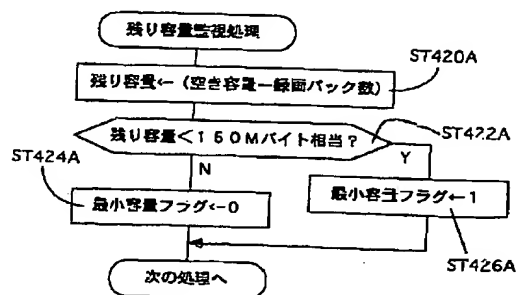 残り容量監視処理
ST420A
残り容量←(空き容量ー録画パック数)
ST422A
残り容量<150Mバイト相当?
ST424A
N
Y
最小容量フラグ←0
最小容量フラグ←1
ST426A
次の処理へ